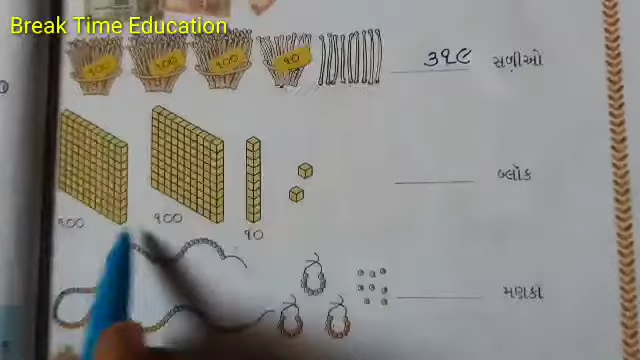 Break Time Education
૧૦૦ ૧૦૦ ૧૦૦ ૧૦ ૩૧૯ સળીઓ
બ્લૉક
૧૦૦ ૧૦૦ ૧૦
મણકા